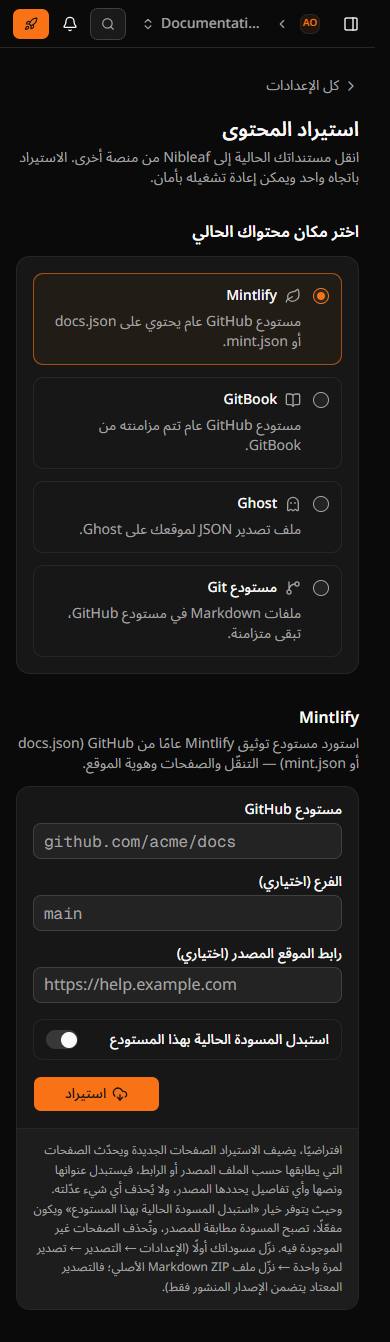 Documentati...
AO
كل الإعدادات
استيراد المحتوى
انقل مستنداتك الحالية إلى Nibleaf من منصة أخرى. الاستيراد
باتجاه واحد ويمكن إعادة تشغيله بأمان.
اختر مكان محتواك الحالي
Mintlify
مستودع GitHub عام يحتوي على docs.json
أو mint.json.
GitBook
مستودع GitHub عام تتم مزامنته من
GitBook.
Ghost
ملف تصدير JSON لموقعك على Ghost.
مستودع Git
ملفات Markdown في مستودع GitHub،
تبقى متزامنة.
Mintlify
استورد مستودع توثيق Mintlify عامًا من GitHub (docs.json
أو mint.json) — التنقّل والصفحات وهوية الموقع.
مستودع GitHub
github.com/acme/docs
الفرع (اختياري)
main
رابط الموقع المصدر (اختياري)
https://help.example.com
استبدل المسودة الحالية بهذا المستودع
استيراد
افتراضيًا، يضيف الاستيراد الصفحات الجديدة ويحدّث الصفحات
التي يطابقها حسب الملف المصدر أو الرابط، فيستبدل عنوانها
ونصها وأي تفاصيل يحددها المصدر، ولا يُحذف أي شيء عدّلته.
وحيث يتوفر خيار «استبدل المسودة الحالية بهذا المستودع» ويكون
مفعّلًا، تصبح المسودة مطابقة للمصدر، وتُحذف الصفحات غير
الموجودة فيه. نزّل مسوداتك أولًا (الإعدادات ← التصدير ← تصدير
لمرة واحدة ← نزّل ملف Markdown ZIP الأصلي؛ فالتصدير
المعتاد يتضمن الإصدار المنشور فقط).